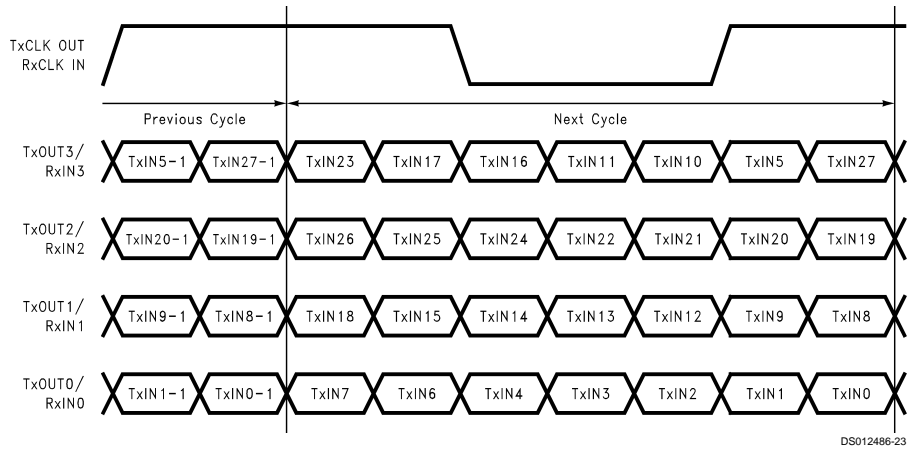 TxCLK OUT
RxCLK IN
Previous Cycle Next Cycle
TxOUT3/
RxIN3
TxIN5-1 TxIN27-1 TxIN23 TxIN17 TxIN16 TxIN11 TxIN10 TxIN5 TxIN27
TxOUT2/
RxIN2
TxIN20-1 TxIN19-1 TxIN26 TxIN25 TxIN24 TxIN22 TxIN21 TxIN20 TxIN19
TxOUT1/
RxIN1
TxIN9-1 TxIN8-1 TxIN18 TxIN15 TxIN14 TxIN13 TxIN12 TxIN9 TxIN8
TxOUT0/
RxIN0
TxIN1-1 TxIN0-1 TxIN7 TxIN6 TxIN4 TxIN3 TxIN2 TxIN1 TxIN0
DS012486-23